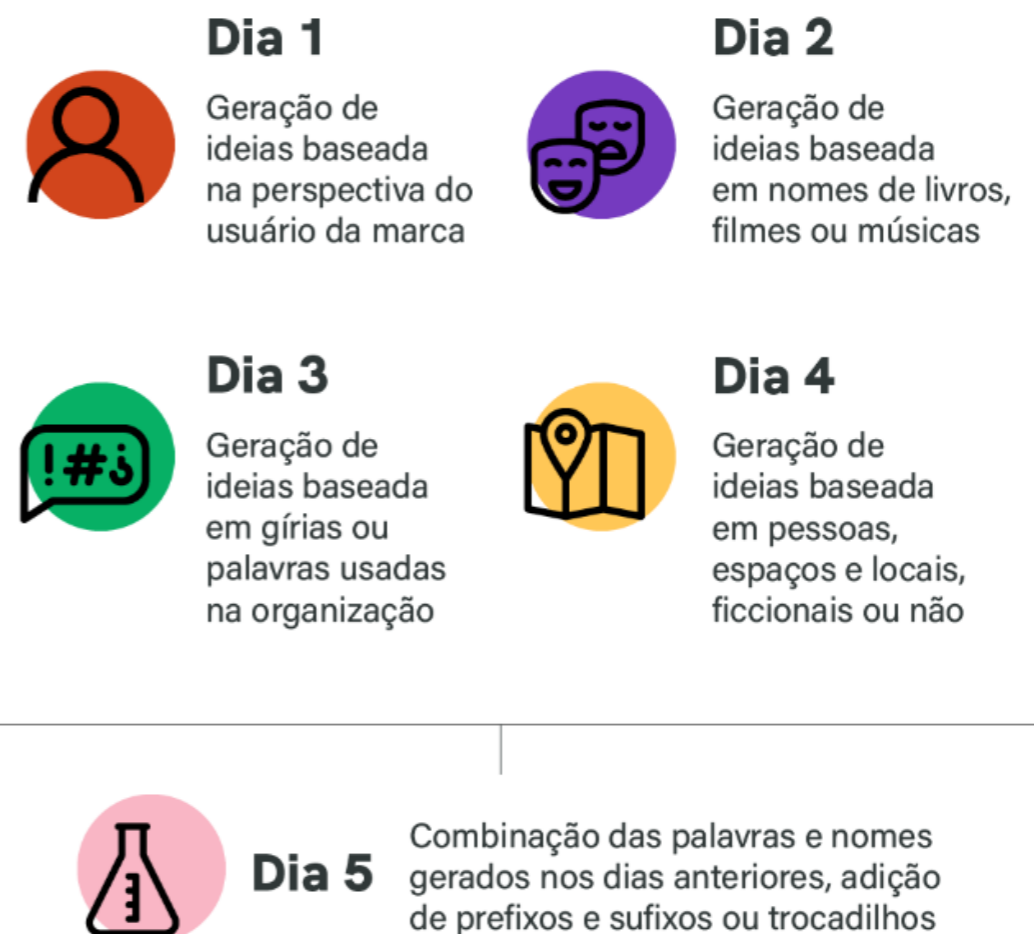 Dia 1
Geração de
ideias baseada
na perspectiva do
usuário da marca
Dia 2
Geração de
ideias baseada
em nomes de livros,
filmes ou músicas
!#¿
Dia 3
Geração de
ideias baseada
em gírias ou
palavras usadas
na organização
Dia 4
Geração de
ideias baseada
em pessoas,
espaços e locais,
ficcionais ou não
Dia 5
Combinação das palavras e nomes
gerados nos dias anteriores, adição
de prefixos e sufixos ou trocadilhos